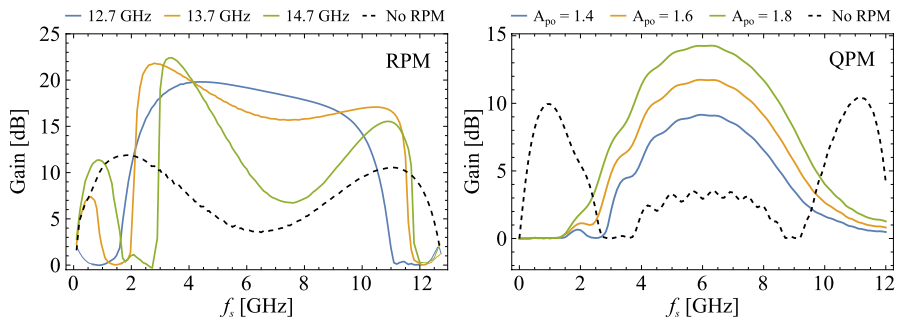 12.7 GHz 13.7 GHz 14.7 GHz No RPM
RPM
Gain [dB]
25
20
15
10
5
0
0 2 4 6 8 10 12
f_s [GHz]
A_po = 1.4 A_po = 1.6 A_po = 1.8 No RPM
QPM
Gain [dB]
15
10
5
0
0 2 4 6 8 10 12
f_s [GHz]